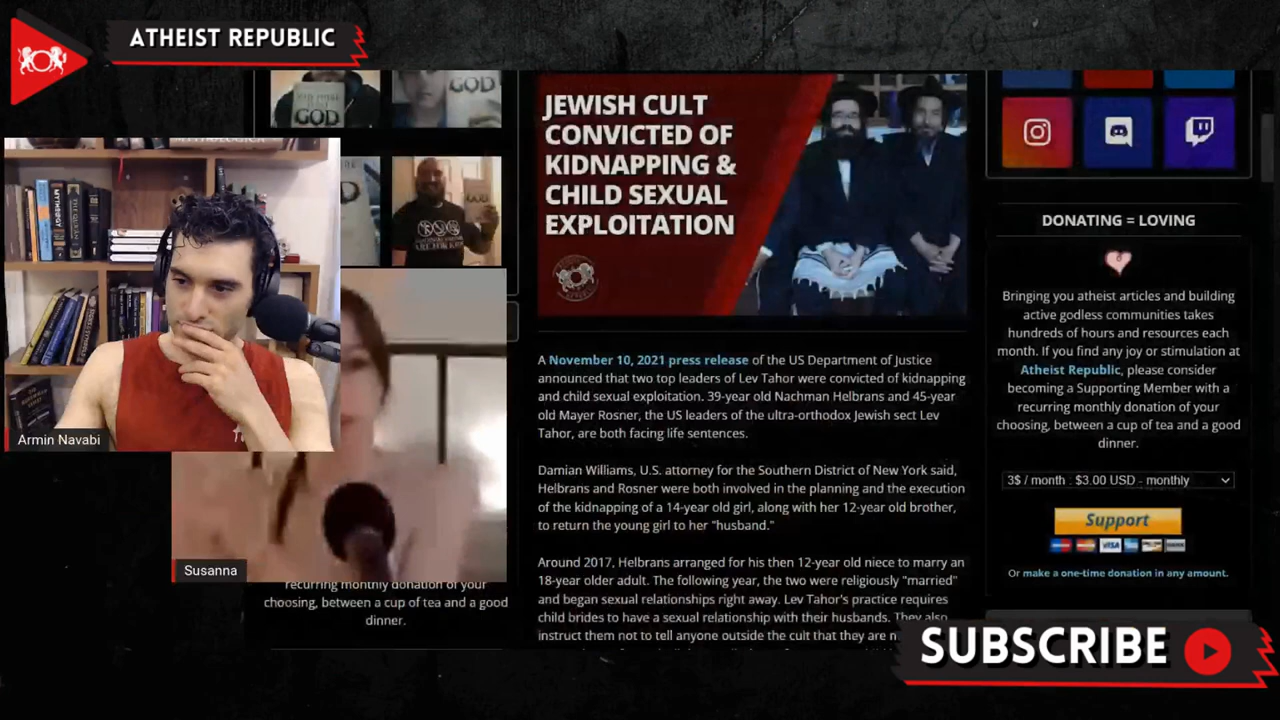 ATHEIST REPUBLIC
GOD
GOD
JEWISH CULT
CONVICTED OF
KIDNAPPING &
CHILD SEXUAL
EXPLOITATION
A November 10, 2021 press release of the US Department of Justice
announced that two top leaders of Lev Tahor were convicted of kidnapping
and child sexual exploitation. 39-year old Nachman Helbrans and 45-year
old Mayer Rosner, the US leaders of the ultra-orthodox Jewish sect Lev
Tahor, are both facing life sentences.
Damian Williams, U.S. attorney for the Southern District of New York said,
Helbrans and Rosner were both involved in the planning and the execution
of the kidnapping of a 14-year old girl, along with her 12-year old brother,
to return the young girl to her "husband."
Around 2017, Helbrans arranged for his then 12-year old niece to marry an
18-year older adult. The following year, the two were religiously "married"
and began sexual relationships right away. Lev Tahor's practice requires
child brides to have a sexual relationship with their husbands. They also
instruct them not to tell anyone outside the cult that they are
DONATING = LOVING
Bringing you atheist articles and building
active godless communities takes
hundreds of hours and resources each
month. If you find any joy or stimulation at
Atheist Republic, please consider
becoming a Supporting Member with a
recurring monthly donation of your
choosing, between a cup of tea and a good
dinner.
3$ / month : $3.00 USD - monthly
Support
VISA
Or make a one-time donation in any amount.
MYTHOLOGY
Armin Navabi
Susanna
recurring monthly donation of your
choosing, between a cup of tea and a good
dinner.
SUBSCRIBE